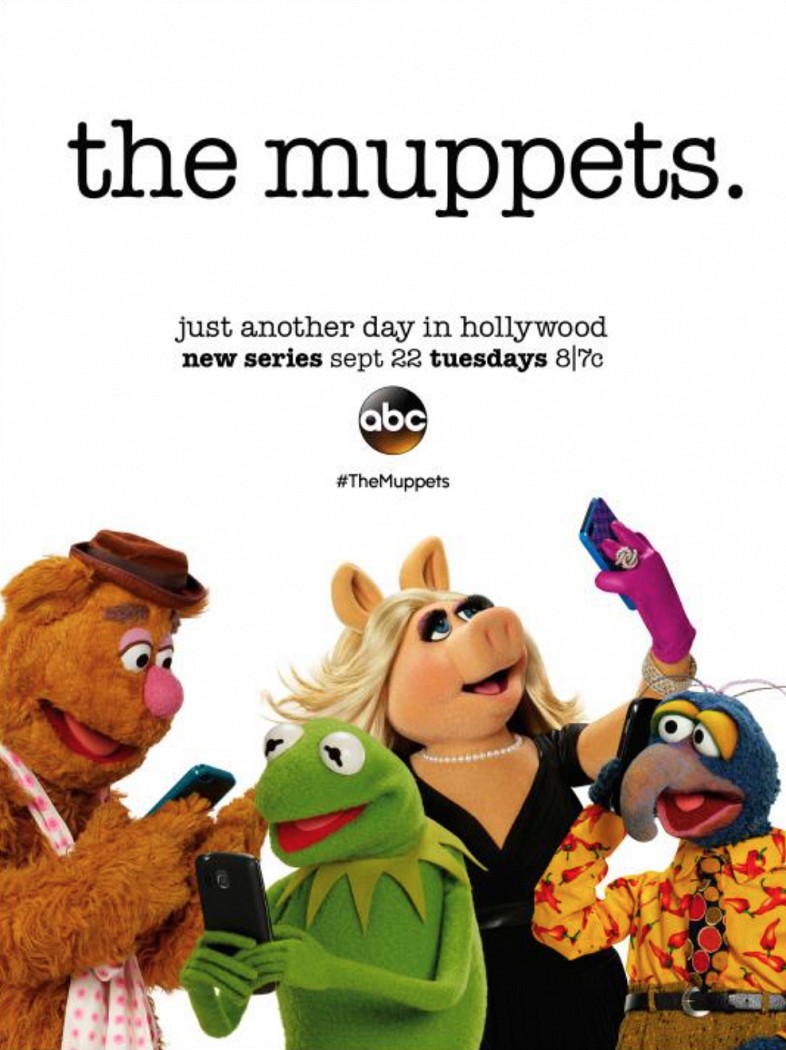 the muppets.
just another day in hollywood
new series sept 22 tuesdays 8|7c
abc
#TheMuppets